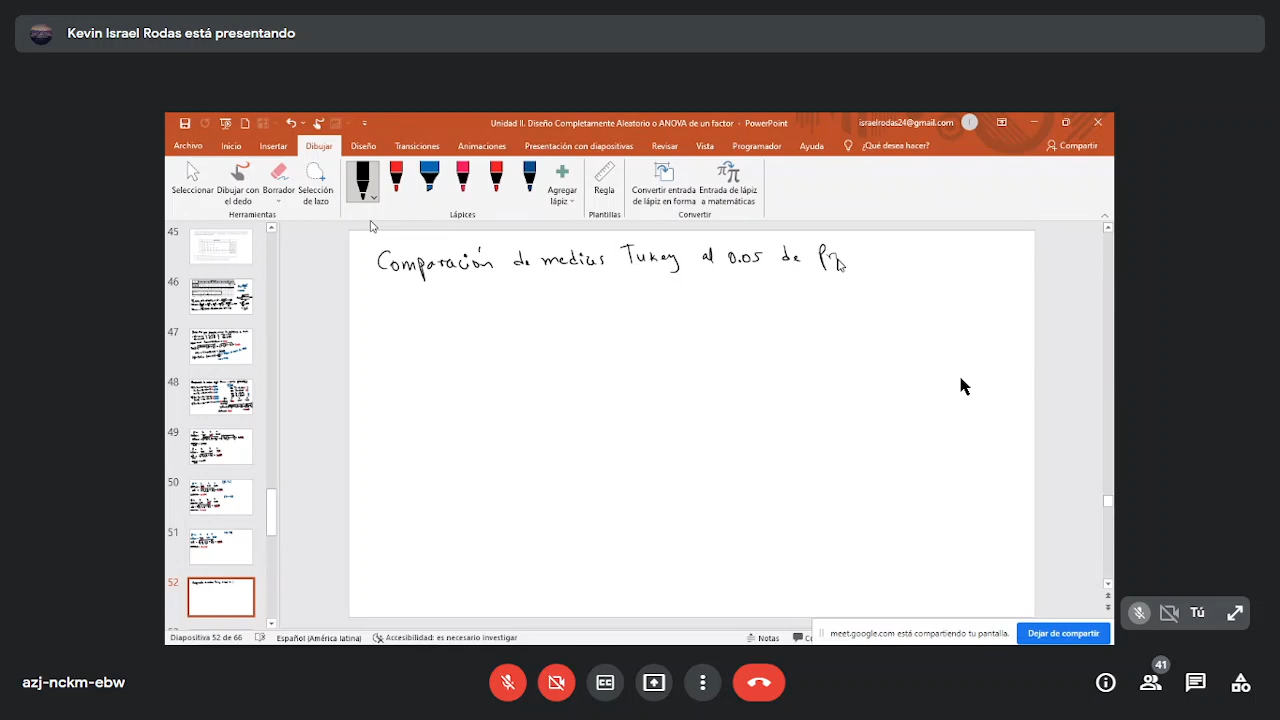 Kevin Israel Rodas está presentando
Unidad II. Diseño Completamente Aleatorio o ANOVA de un factor - PowerPoint
israelrodas24@gmail.com
I
Archivo Inicio Insertar Dibujar Diseño Transiciones Animaciones Presentación con diapositivas Revisar Vista Programador Ayuda ¿Qué desea hacer? Compartir
Seleccionar Dibujar con el dedo Borrador Selección de lazo Agregar lápiz Regla Convertir entrada de lápiz en forma Entrada de lápiz a matemáticas
Herramientas Lápices Plantillas Convertir
45
46
47
48
49
50
51
52
Comparación de medias Tukey al 0.05 de
Diapositiva 52 de 66 Español (América latina) Accesibilidad: es necesario investigar Notas
meet.google.com está compartiendo tu pantalla. Dejar de compartir
Tú
azj-nckm-ebw
CC
41